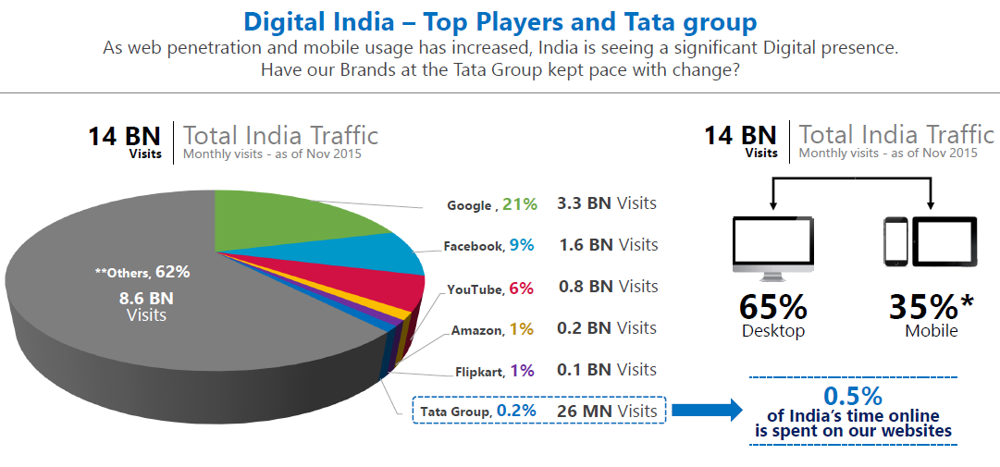 Digital India – Top Players and Tata group
As web penetration and mobile usage has increased, India is seeing a significant Digital presence.
Have our Brands at the Tata Group kept pace with change?
14 BN
Visits
Total India Traffic
Monthly visits - as of Nov 2015
Google , 21% 3.3 BN Visits
Facebook, 9% 1.6 BN Visits
YouTube, 6% 0.8 BN Visits
Amazon, 1% 0.2 BN Visits
Flipkart, 1% 0.1 BN Visits
Tata Group, 0.2% 26 MN Visits
**Others, 62%
8.6 BN
Visits
14 BN
Visits
Total India Traffic
Monthly visits - as of Nov 2015
65%
Desktop
35%*
Mobile
0.5%
of India's time online
is spent on our websites